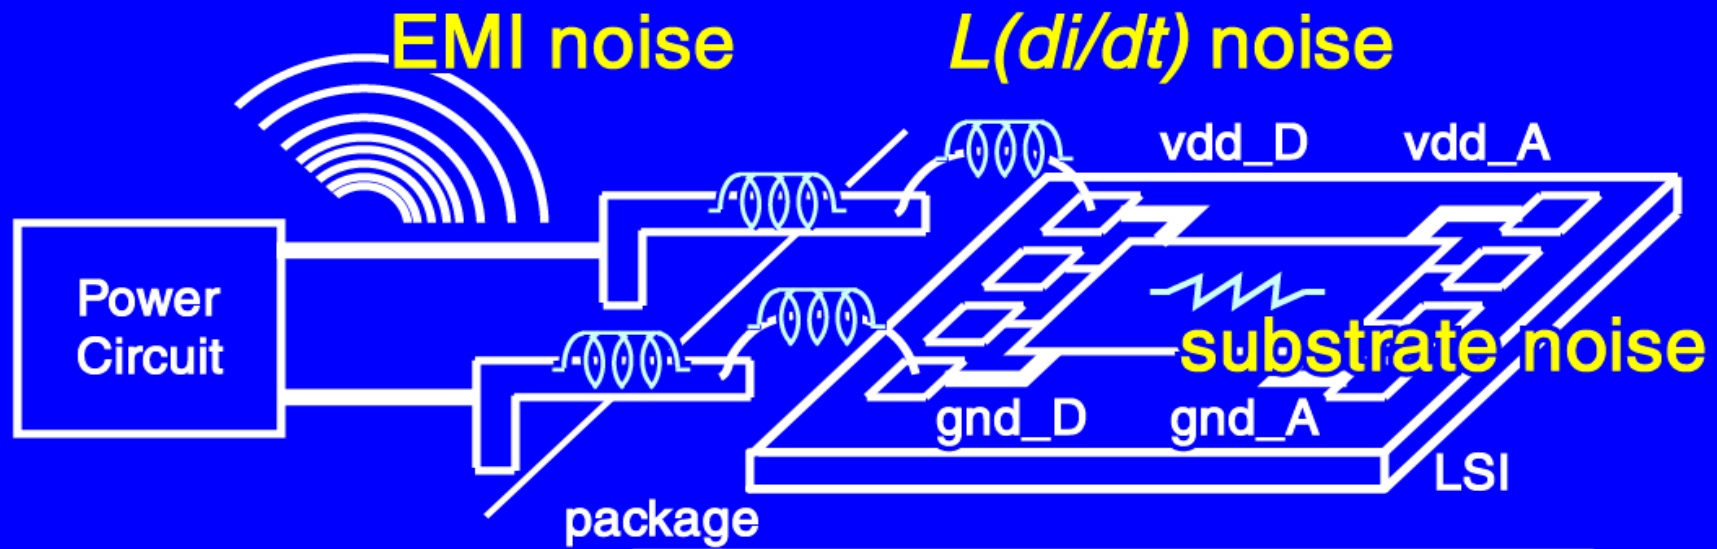 EMI noise
L(di/dt) noise
vdd_D
vdd_A
Power
Circuit
substrate noise
gnd_D
gnd_A
LSI
package